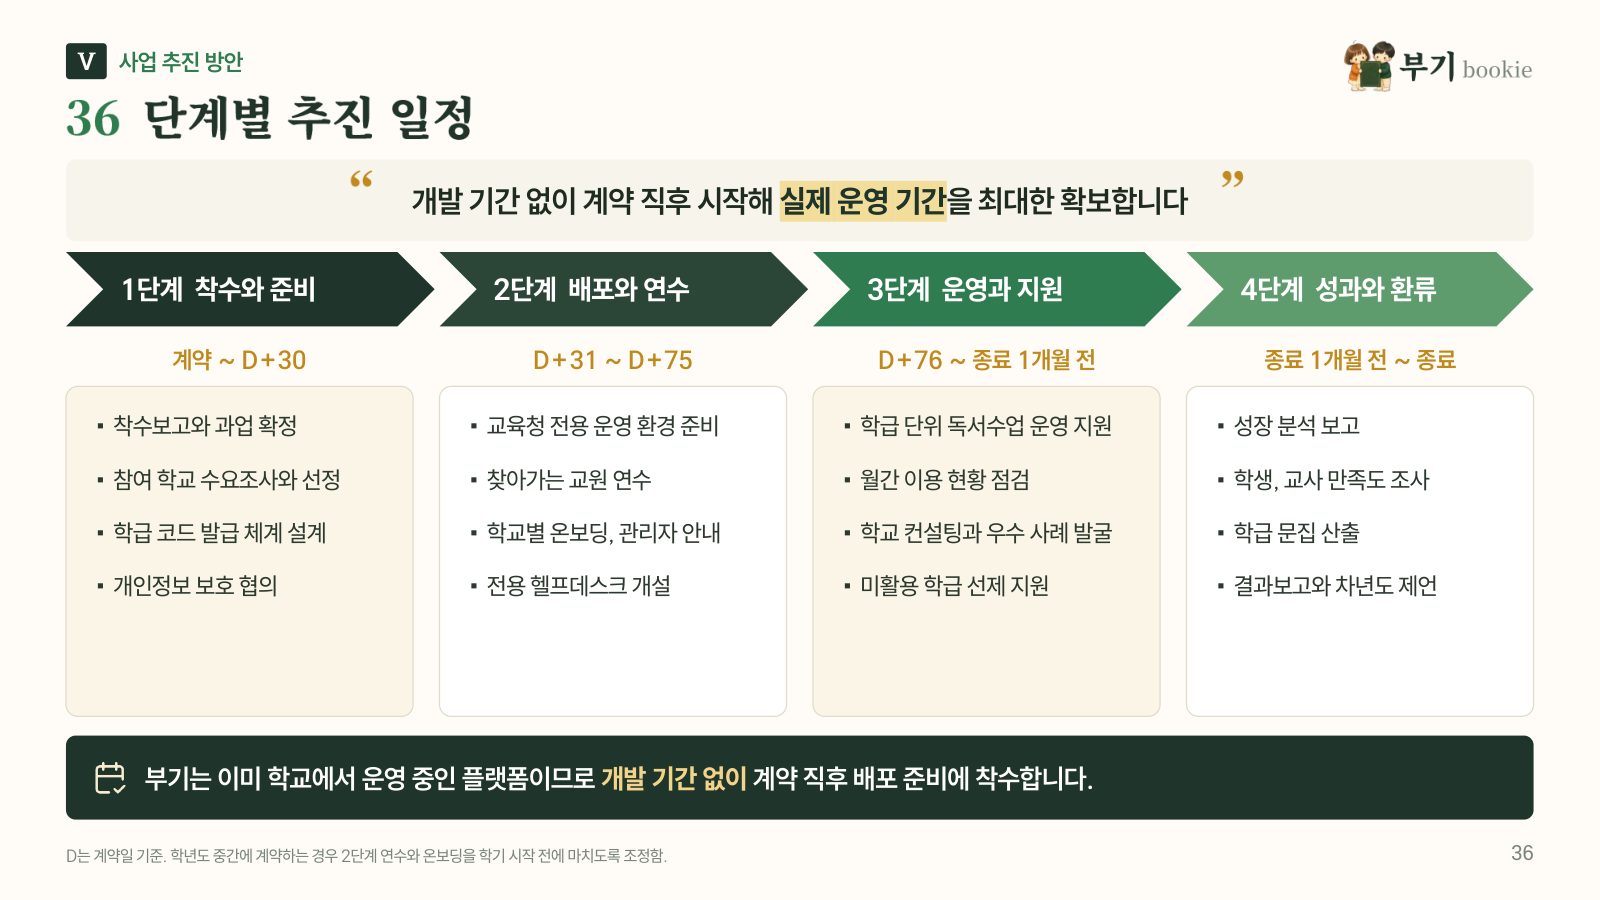 V 사업 추진 방안
부기 bookie
36 단계별 추진 일정
“ 개발 기간 없이 계약 직후 시작해 실제 운영 기간을 최대한 확보합니다 ”
1단계 착수와 준비
계약 ~ D+30
▪ 착수보고와 과업 확정
▪ 참여 학교 수요조사와 선정
▪ 학급 코드 발급 체계 설계
▪ 개인정보 보호 협의
2단계 배포와 연수
D+31 ~ D+75
▪ 교육청 전용 운영 환경 준비
▪ 찾아가는 교원 연수
▪ 학교별 온보딩, 관리자 안내
▪ 전용 헬프데스크 개설
3단계 운영과 지원
D+76 ~ 종료 1개월 전
▪ 학급 단위 독서수업 운영 지원
▪ 월간 이용 현황 점검
▪ 학교 컨설팅과 우수 사례 발굴
▪ 미활용 학급 선제 지원
4단계 성과와 환류
종료 1개월 전 ~ 종료
▪ 성장 분석 보고
▪ 학생, 교사 만족도 조사
▪ 학급 문집 산출
▪ 결과보고와 차년도 제언
부기는 이미 학교에서 운영 중인 플랫폼이므로 개발 기간 없이 계약 직후 배포 준비에 착수합니다.
D는 계약일 기준. 학년도 중간에 계약하는 경우 2단계 연수와 온보딩을 학기 시작 전에 마치도록 조정함.
36